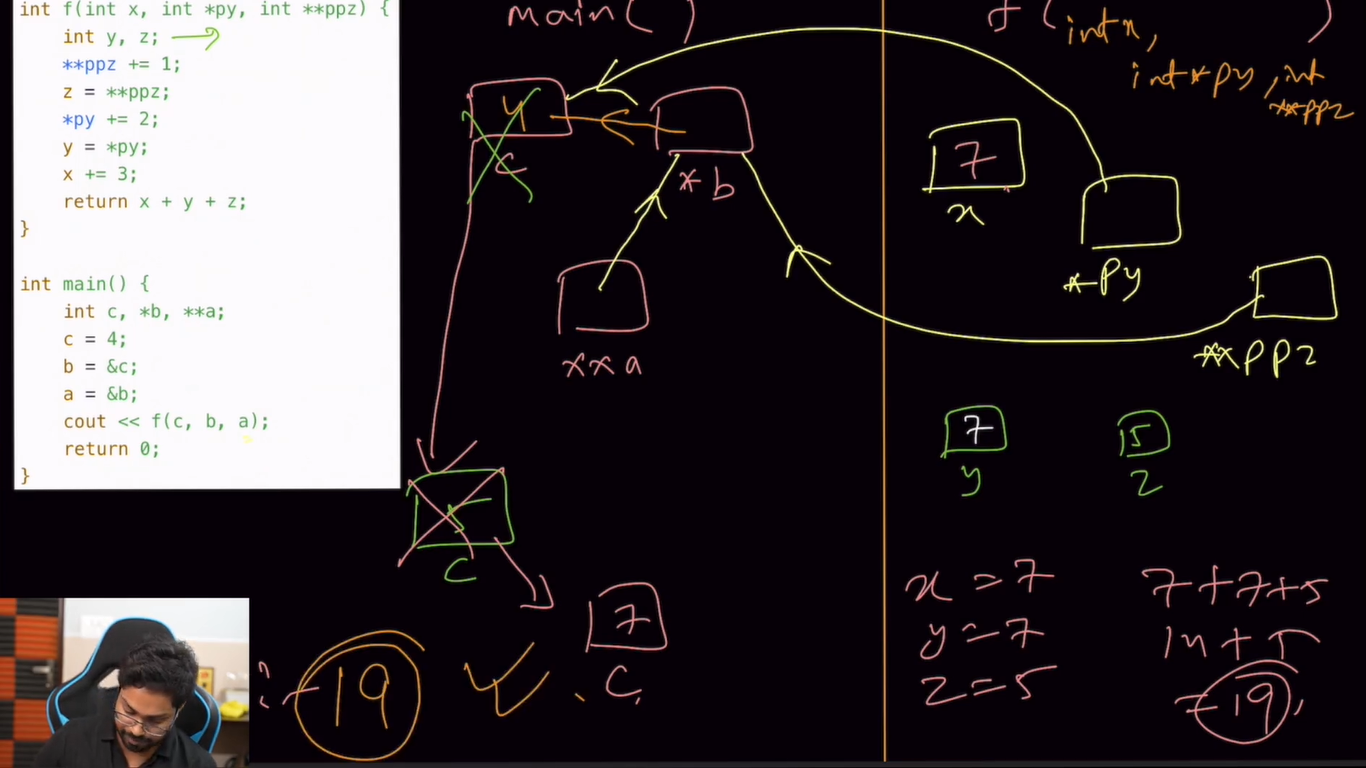 int f(int x, int *py, int **ppz) {
int y, z;
**ppz += 1;
z = **ppz;
*py += 2;
y = *py;
x += 3;
return x + y + z;
}
int main() {
int c, *b, **a;
c = 4;
b = &c;
a = &b;
cout << f(c, b, a);
return 0;
}
main( )
4
c
*b
**a
5
c
7
c
19
f(int x, )
int *py, int
**ppz
7
x
*py
**ppz
7
y
5
z
x = 7
y = 7
z = 5
7 + 7 + 5
14 + 5
= 19